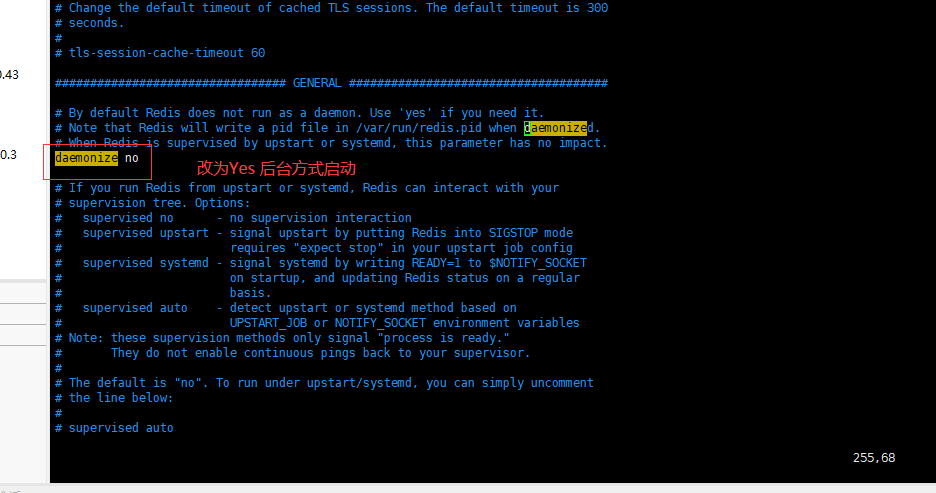 # Change the default timeout of cached TLS sessions. The default timeout is 300
# seconds.
#
# tls-session-cache-timeout 60
0.43
################################# GENERAL #####################################
# By default Redis does not run as a daemon. Use 'yes' if you need it.
# Note that Redis will write a pid file in /var/run/redis.pid when daemonized.
# When Redis is supervised by upstart or systemd, this parameter has no impact.
0.3
daemonize no
改为Yes 后台方式启动
# If you run Redis from upstart or systemd, Redis can interact with your
# supervision tree. Options:
#   supervised no      - no supervision interaction
#   supervised upstart - signal upstart by putting Redis into SIGSTOP mode
#                        requires "expect stop" in your upstart job config
#   supervised systemd - signal systemd by writing READY=1 to $NOTIFY_SOCKET
#                        on startup, and updating Redis status on a regular
#                        basis.
#   supervised auto    - detect upstart or systemd method based on
#                        UPSTART_JOB or NOTIFY_SOCKET environment variables
# Note: these supervision methods only signal "process is ready."
#       They do not enable continuous pings back to your supervisor.
#
# The default is "no". To run under upstart/systemd, you can simply uncomment
# the line below:
#
# supervised auto
255,68